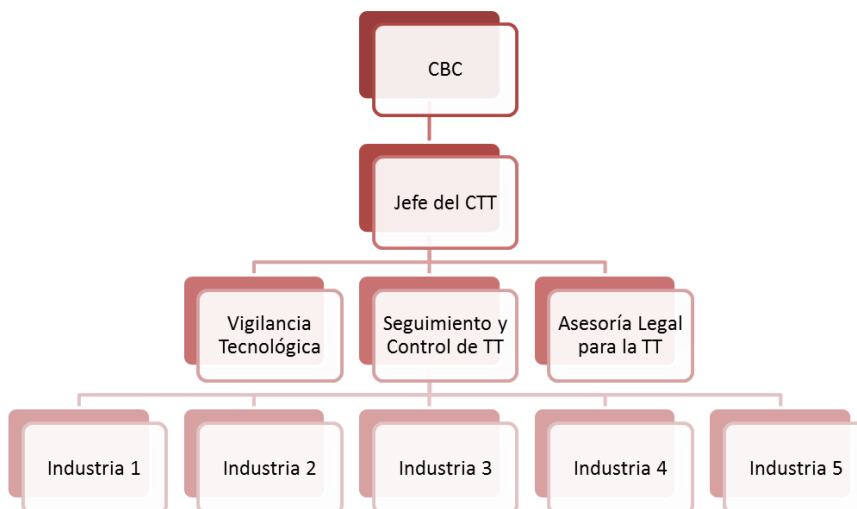 CBC
Jefe del CTT
Vigilancia
Tecnológica
Seguimiento y
Control de TT
Asesoría Legal
para la TT
Industria 1
Industria 2
Industria 3
Industria 4
Industria 5